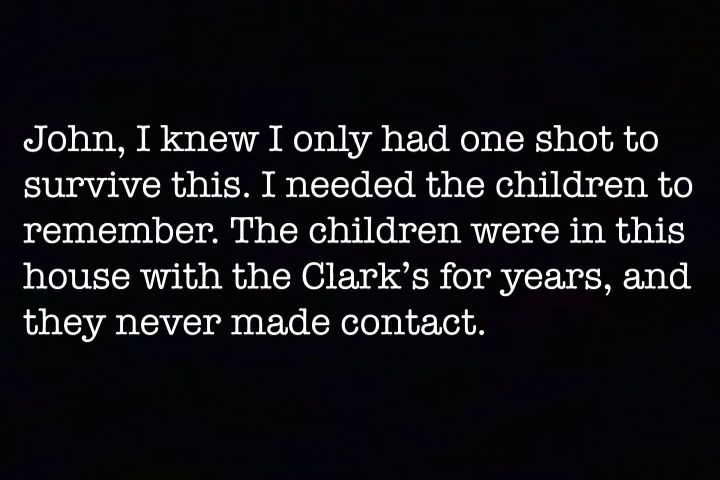 John, I knew I only had one shot to
survive this. I needed the children to
remember. The children were in this
house with the Clark’s for years, and
they never made contact.